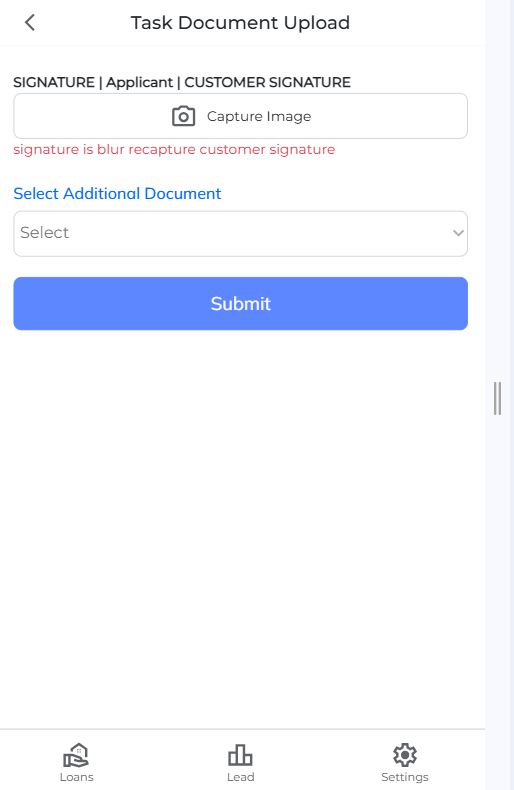 Task Document Upload
SIGNATURE | Applicant | CUSTOMER SIGNATURE
Capture Image
signature is blur recapture customer signature
Select Additional Document
Select
Submit
Loans
Lead
Settings